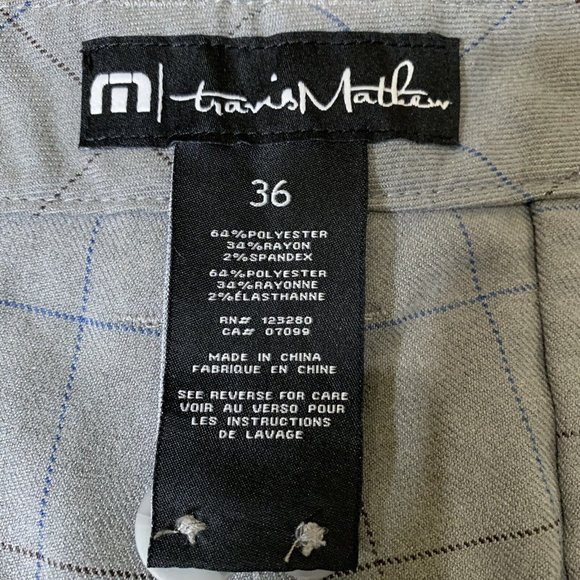 travisMathew
36
64%POLYESTER
34%RAYON
2%SPANDEX
64%POLYESTER
34%RAYONNE
2%ÉLASTHANNE
RN# 123280
CA# 07099
MADE IN CHINA
FABRIQUE EN CHINE
SEE REVERSE FOR CARE
VOIR AU VERSO POUR
LES INSTRUCTIONS
DE LAVAGE